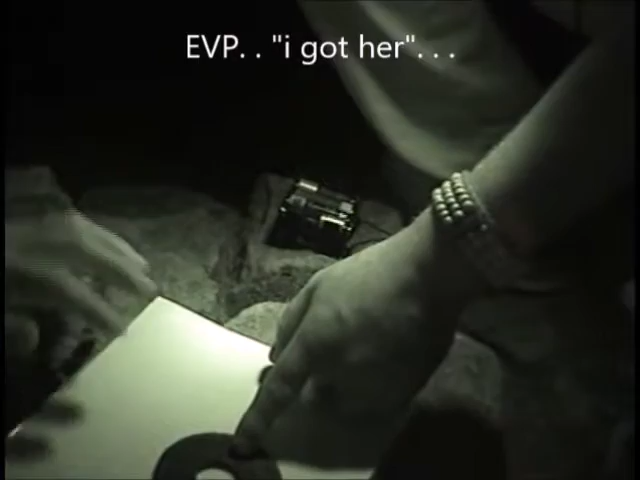 EVP. . "i got her". . .